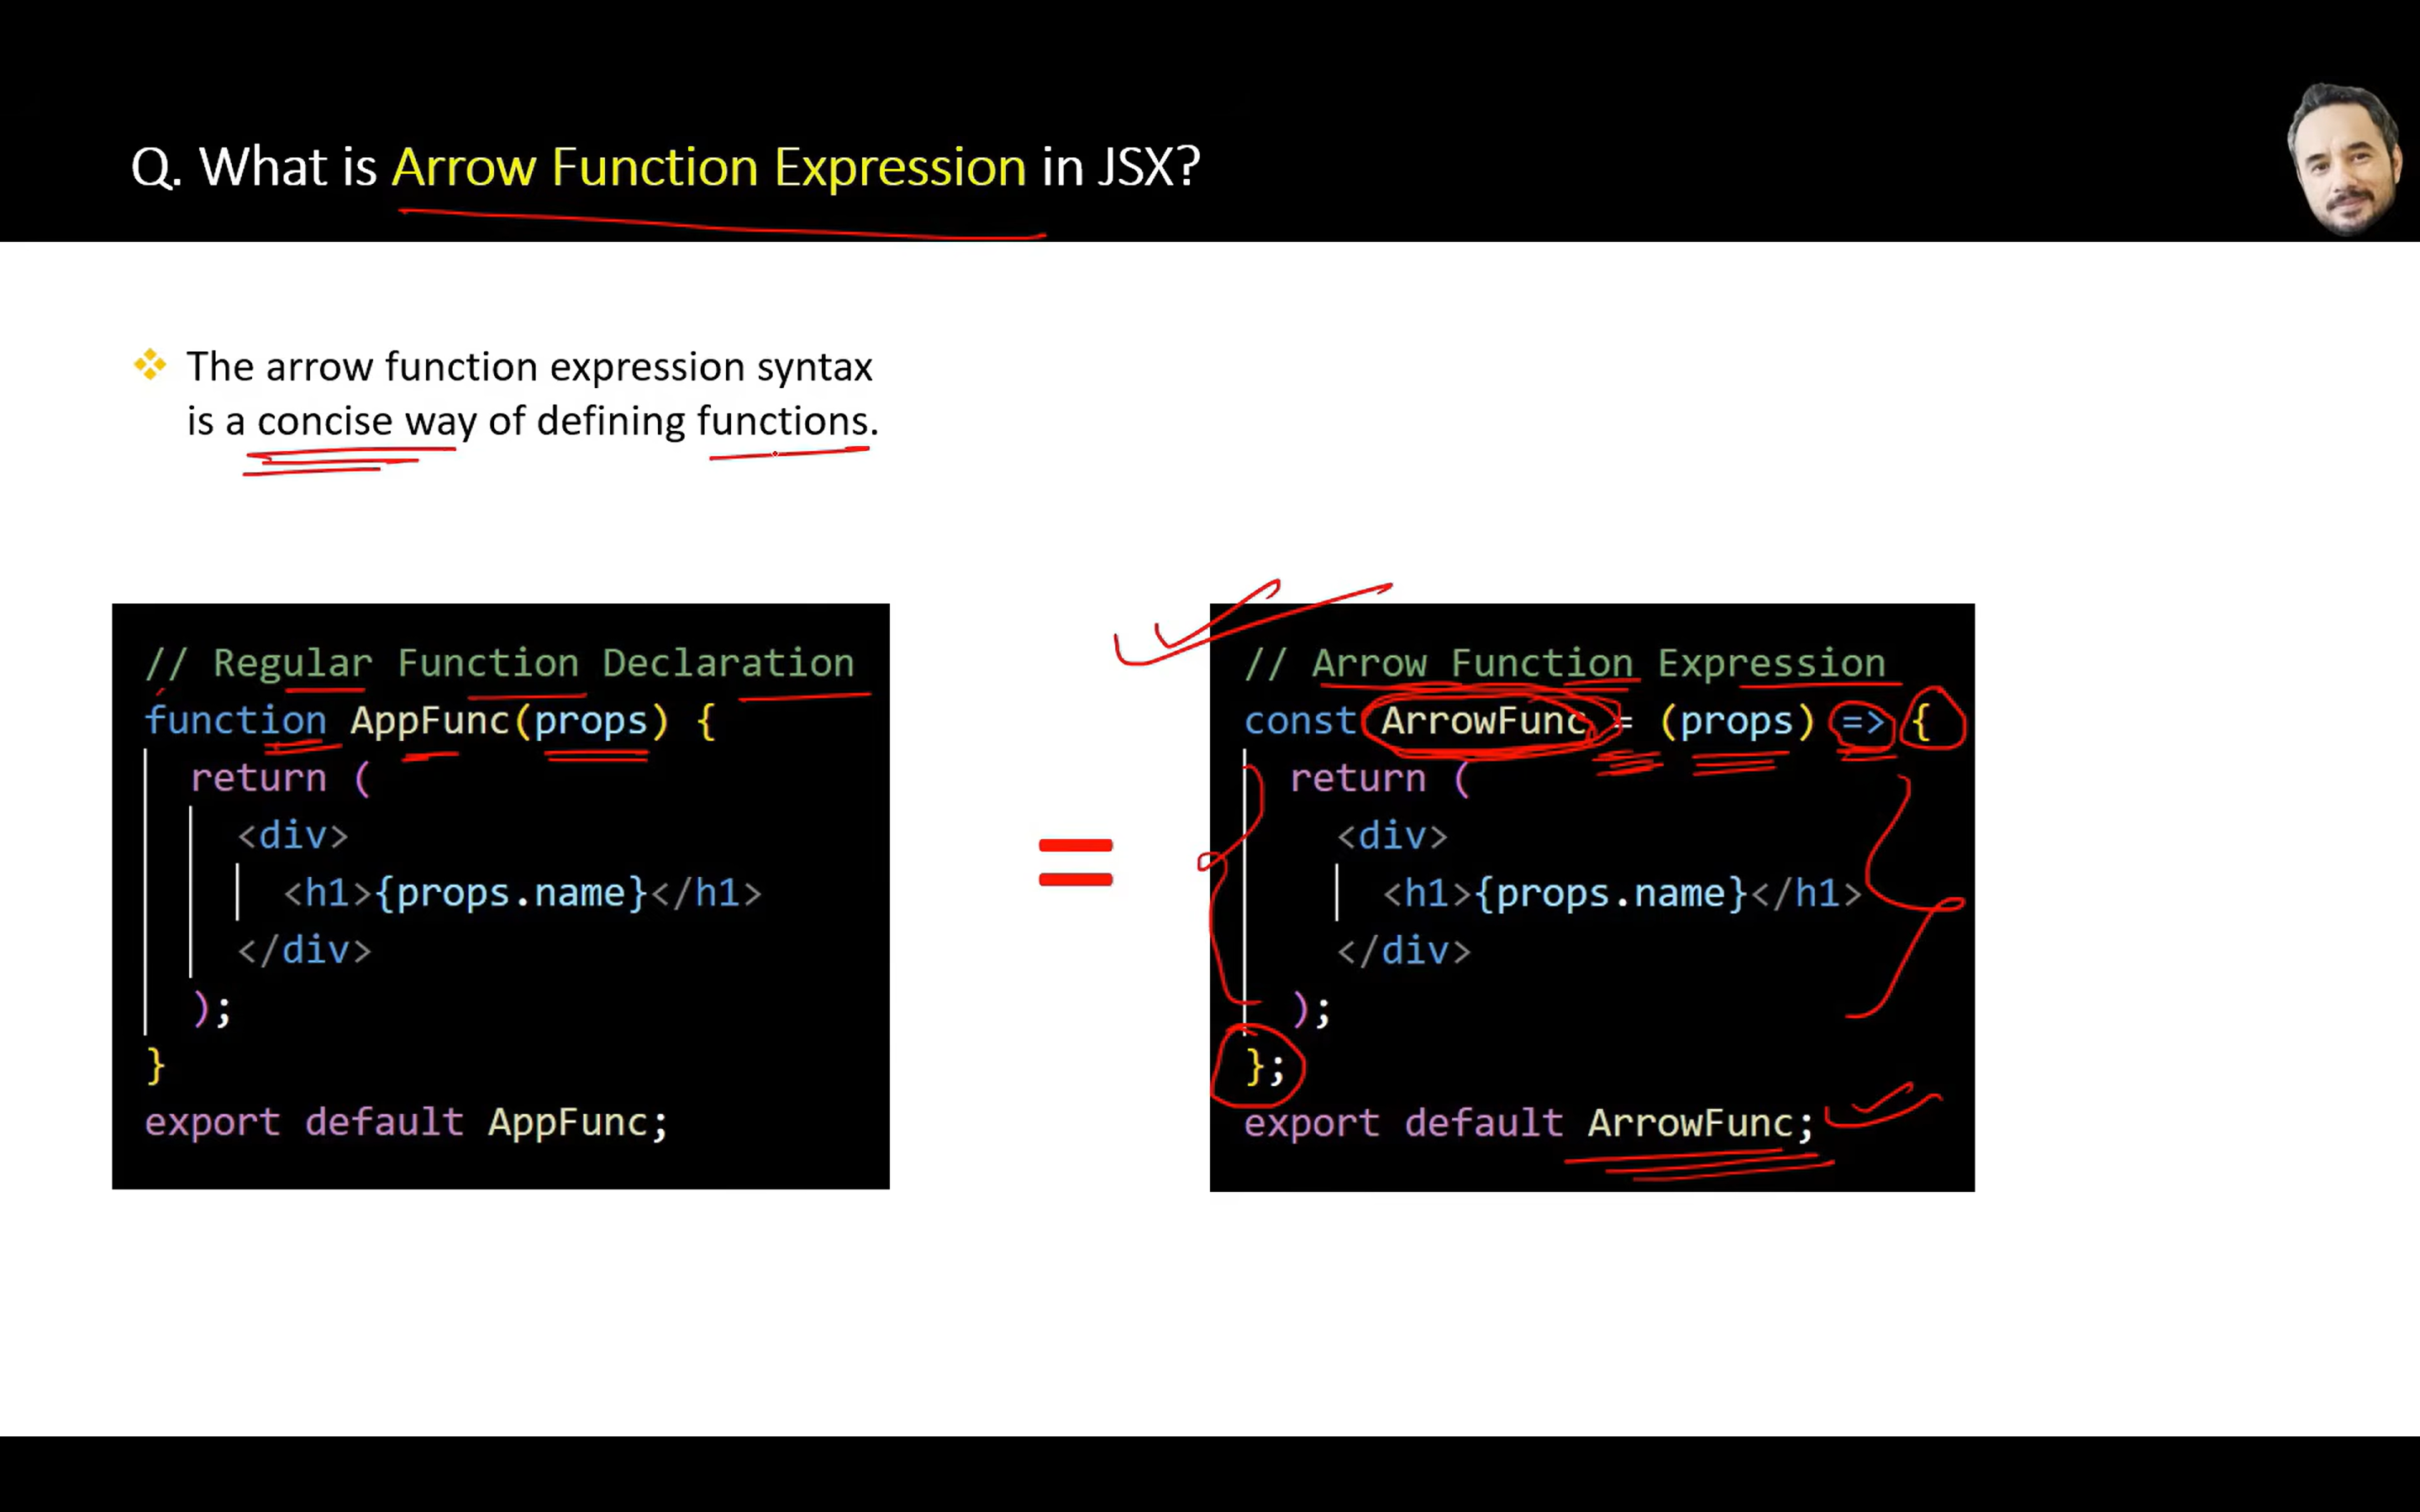 Q. What is Arrow Function Expression in JSX?
The arrow function expression syntax
is a concise way of defining functions.
// Regular Function Declaration
function AppFunc(props) {
return (
<div>
<h1>{props.name}</h1>
</div>
);
}
export default AppFunc;
=
// Arrow Function Expression
const ArrowFunc = (props) => {
return (
<div>
<h1>{props.name}</h1>
</div>
);
};
export default ArrowFunc;